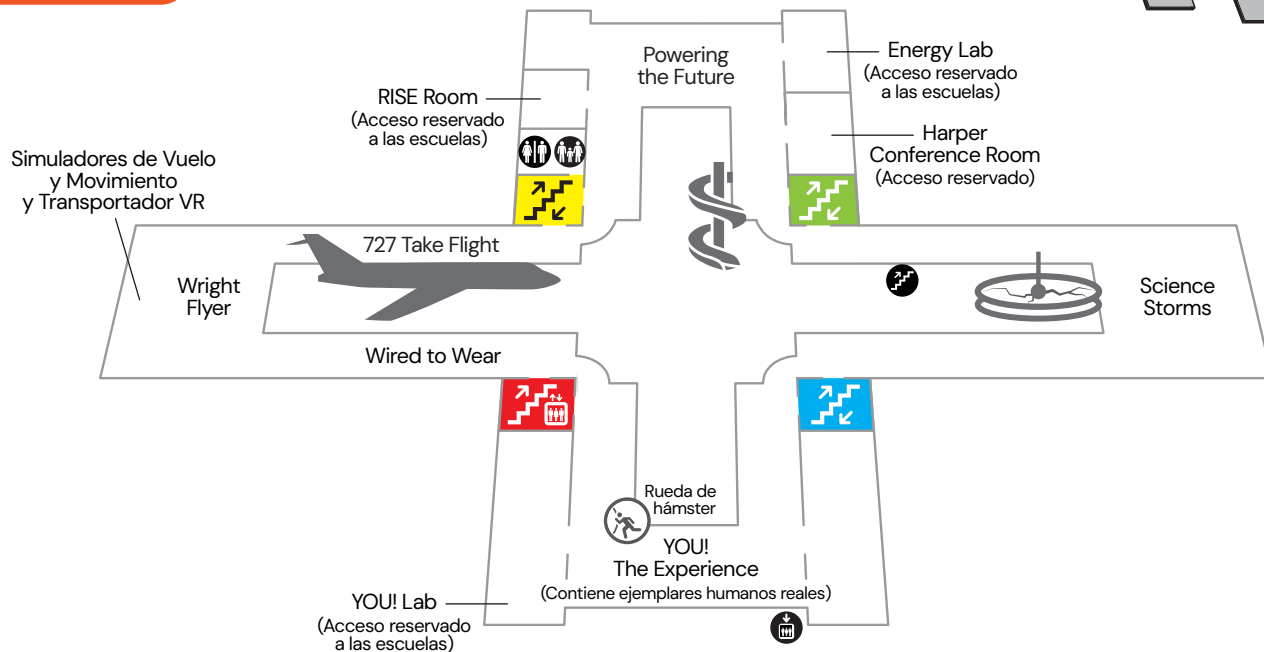 Powering
the Future
Energy Lab
(Acceso reservado
a las escuelas)
RISE Room
(Acceso reservado
a las escuelas)
Harper
Conference Room
(Acceso reservado)
Simuladores de Vuelo
y Movimiento
y Transportador VR
727 Take Flight
Wright
Flyer
Science
Storms
Wired to Wear
Rueda de
hámster
YOU!
The Experience
(Contiene ejemplares humanos reales)
YOU! Lab
(Acceso reservado
a las escuelas)